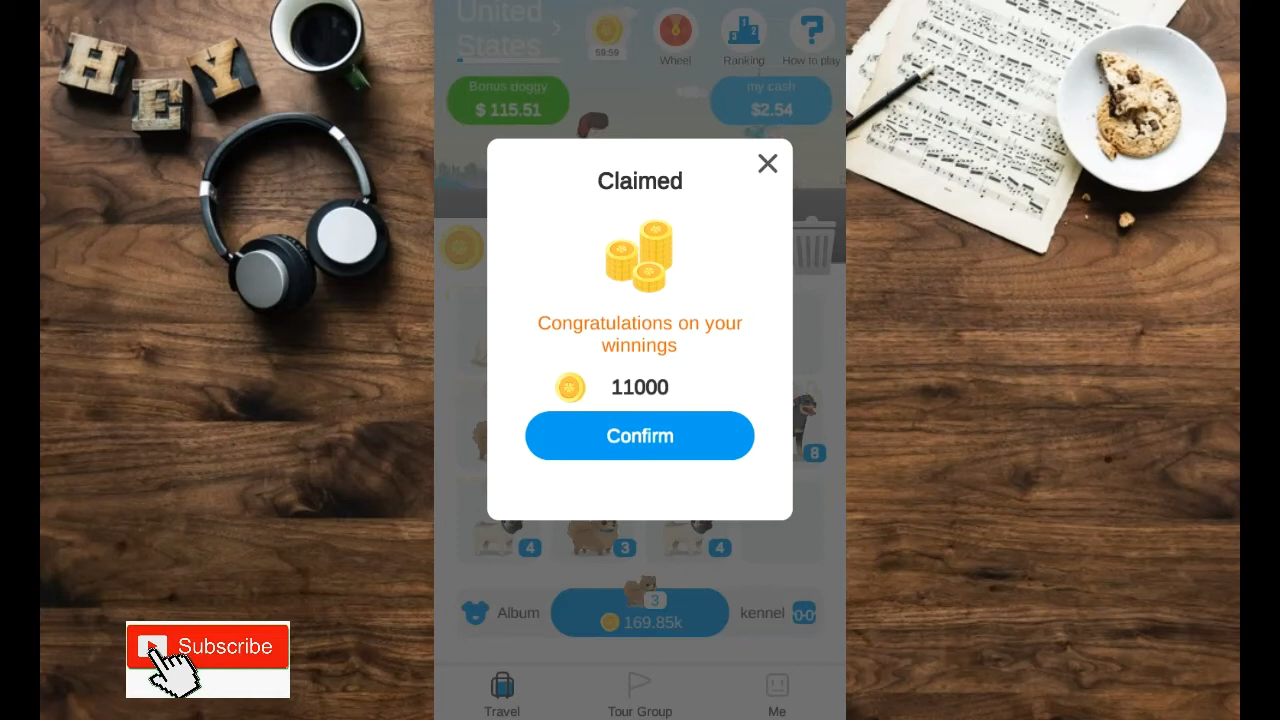 HEY
United
States
59:59
Wheel
Ranking
How to play
Bonus doggy
$ 115.51
my cash
$2.54
Claimed
Congratulations on your
winnings
11000
Confirm
8
4
3
4
3
Album
169.85k
kennel
Travel
Tour Group
Me
Subscribe